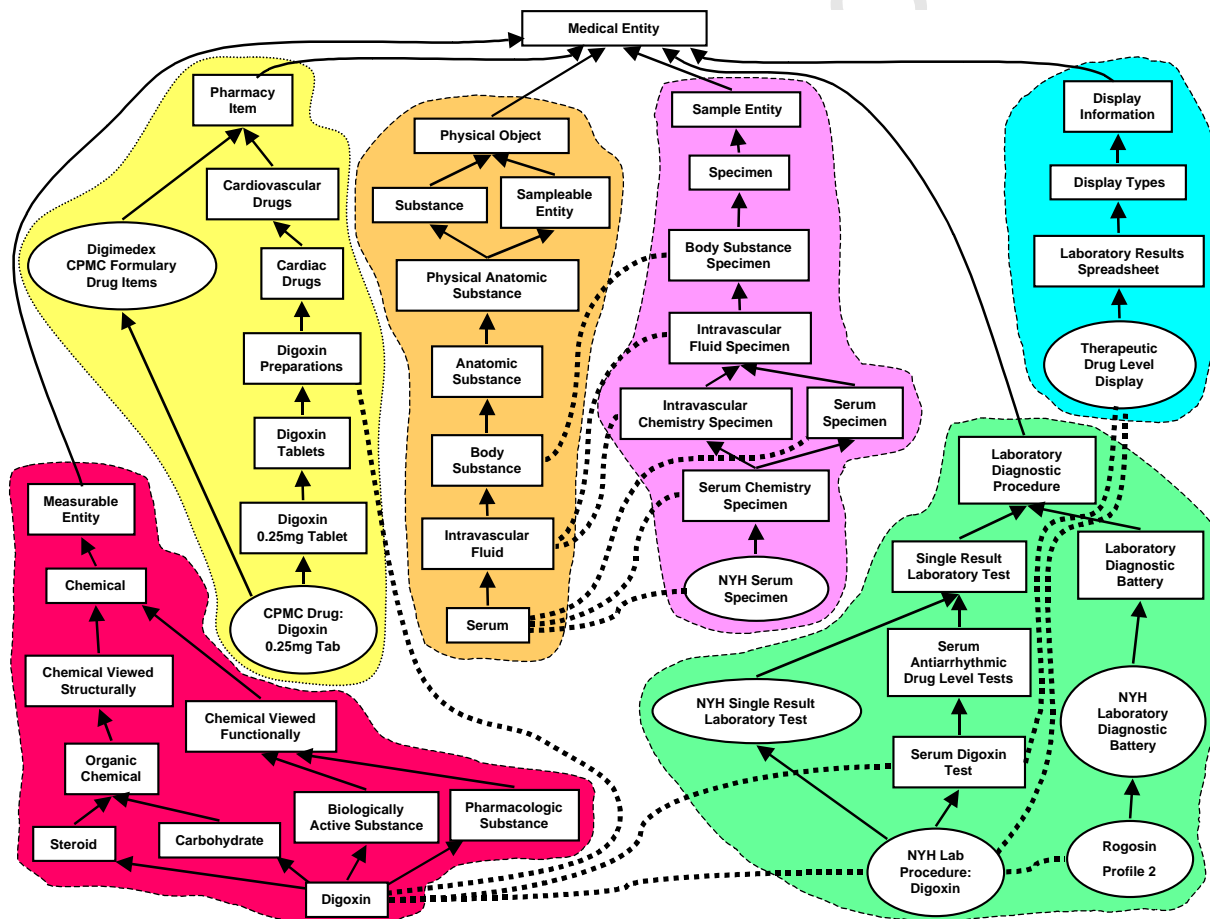 Medical Entity
Pharmacy
Item
Cardiovascular
Drugs
Digimedex
CPMC Formulary
Drug Items
Cardiac
Drugs
Digoxin
Preparations
Digoxin
Tablets
Digoxin
0.25mg Tablet
CPMC Drug:
Digoxin
0.25mg Tab
Physical Object
Substance
Sampleable
Entity
Physical Anatomic
Substance
Anatomic
Substance
Body
Substance
Intravascular
Fluid
Serum
Sample Entity
Specimen
Body Substance
Specimen
Intravascular
Fluid Specimen
Intravascular
Chemistry Specimen
Serum
Specimen
Serum Chemistry
Specimen
NYH Serum
Specimen
Display
Information
Display Types
Laboratory Results
Spreadsheet
Therapeutic
Drug Level
Display
Measurable
Entity
Chemical
Chemical Viewed
Structurally
Chemical Viewed
Functionally
Organic
Chemical
Steroid
Carbohydrate
Biologically
Active Substance
Pharmacologic
Substance
Digoxin
Laboratory
Diagnostic
Procedure
Single Result
Laboratory Test
Laboratory
Diagnostic
Battery
Serum
Antiarrhythmic
Drug Level Tests
NYH Single Result
Laboratory Test
NYH
Laboratory
Diagnostic
Battery
Serum Digoxin
Test
NYH Lab
Procedure:
Digoxin
Rogosin
Profile 2